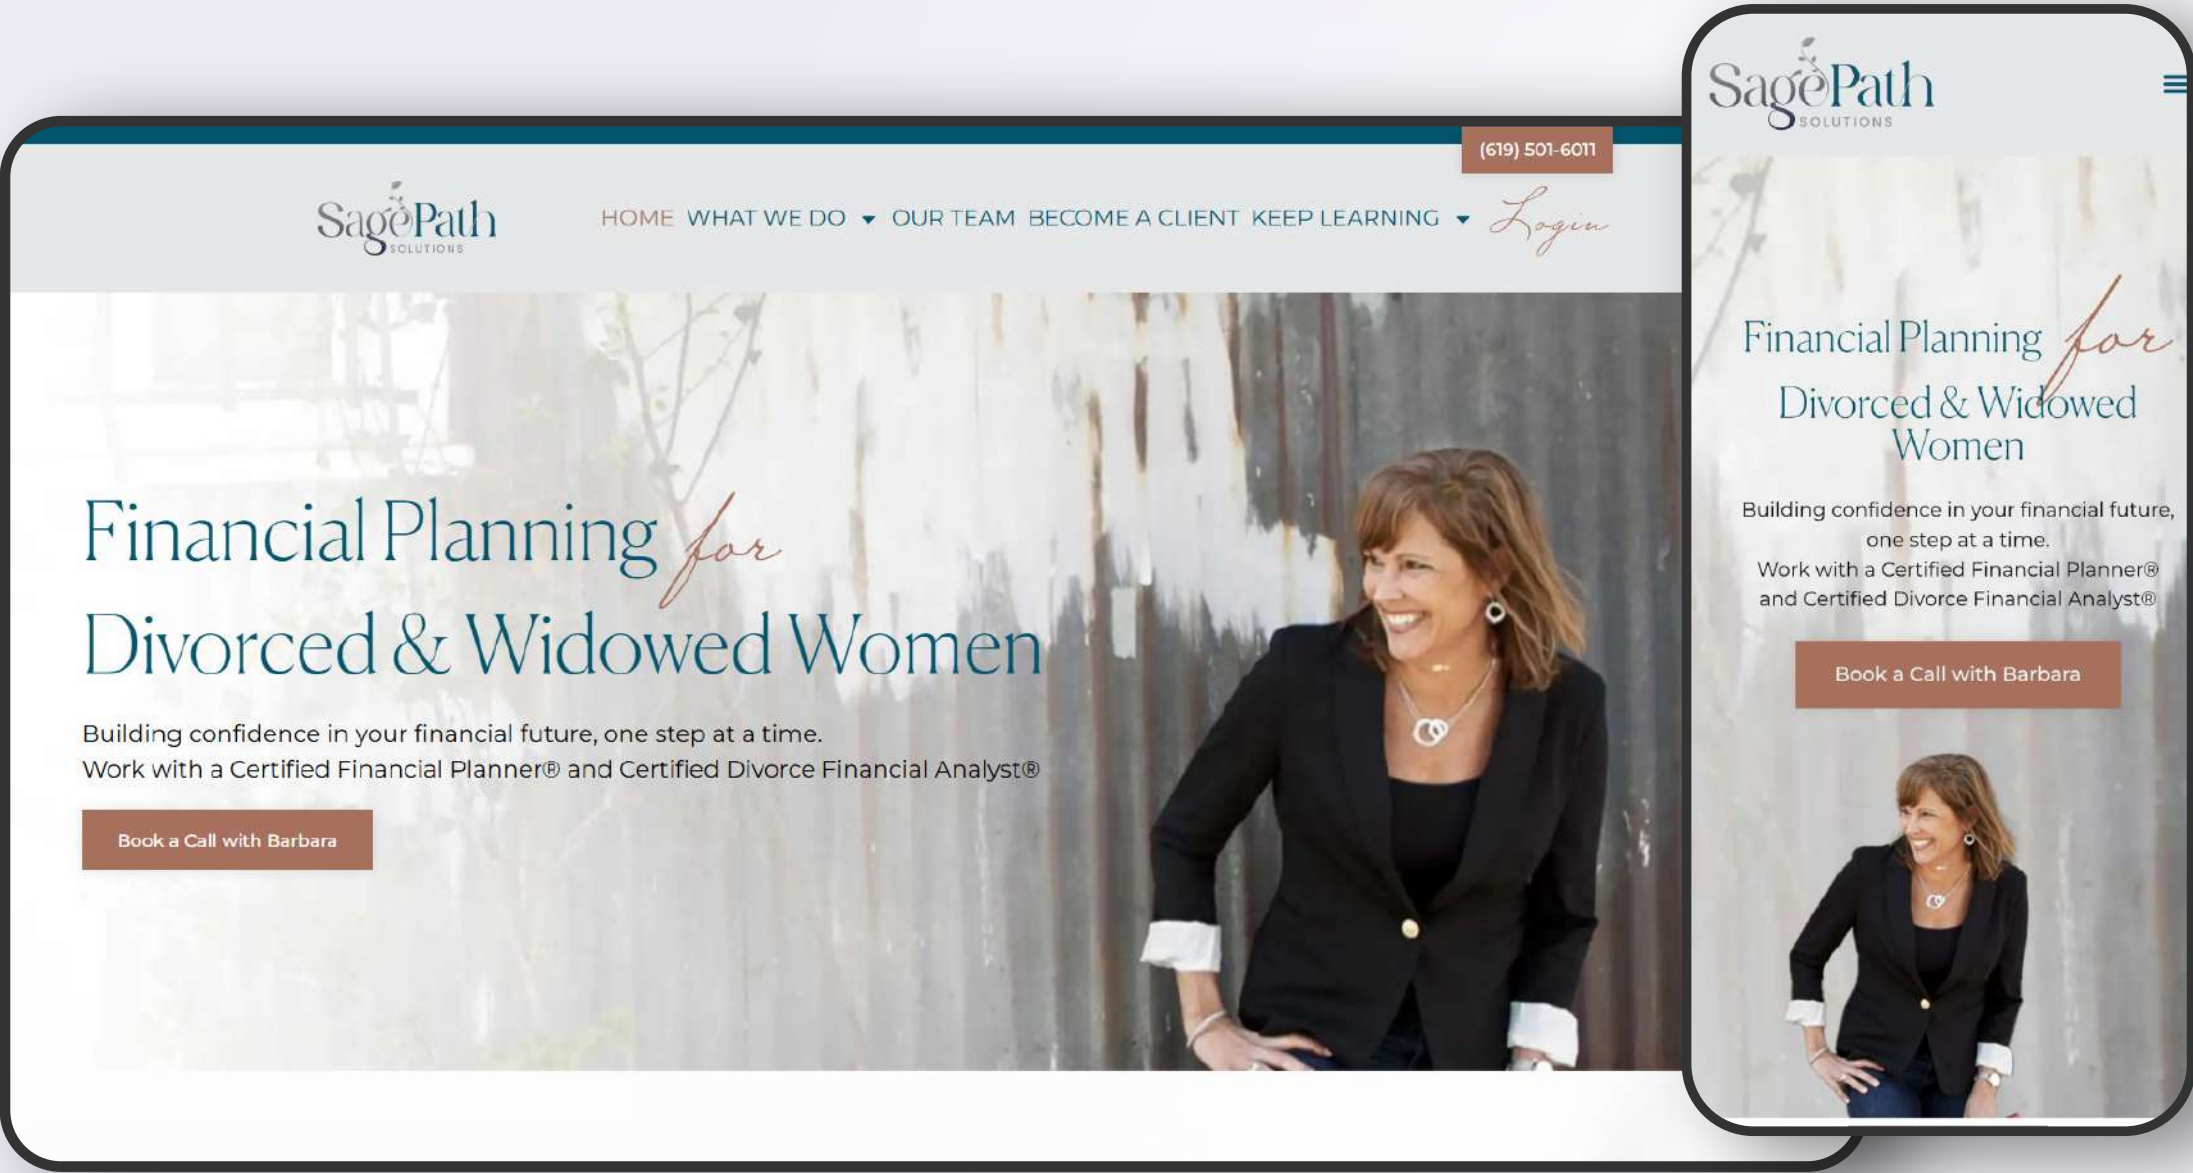 (619) 501-6011
SagePath
SOLUTIONS
HOME WHAT WE DO OUR TEAM BECOME A CLIENT KEEP LEARNING Login
Financial Planning for
Divorced & Widowed Women
Building confidence in your financial future, one step at a time.
Work with a Certified Financial Planner® and Certified Divorce Financial Analyst®
Book a Call with Barbara
SagePath
SOLUTIONS
Financial Planning for
Divorced & Widowed
Women
Building confidence in your financial future,
one step at a time.
Work with a Certified Financial Planner®
and Certified Divorce Financial Analyst®
Book a Call with Barbara